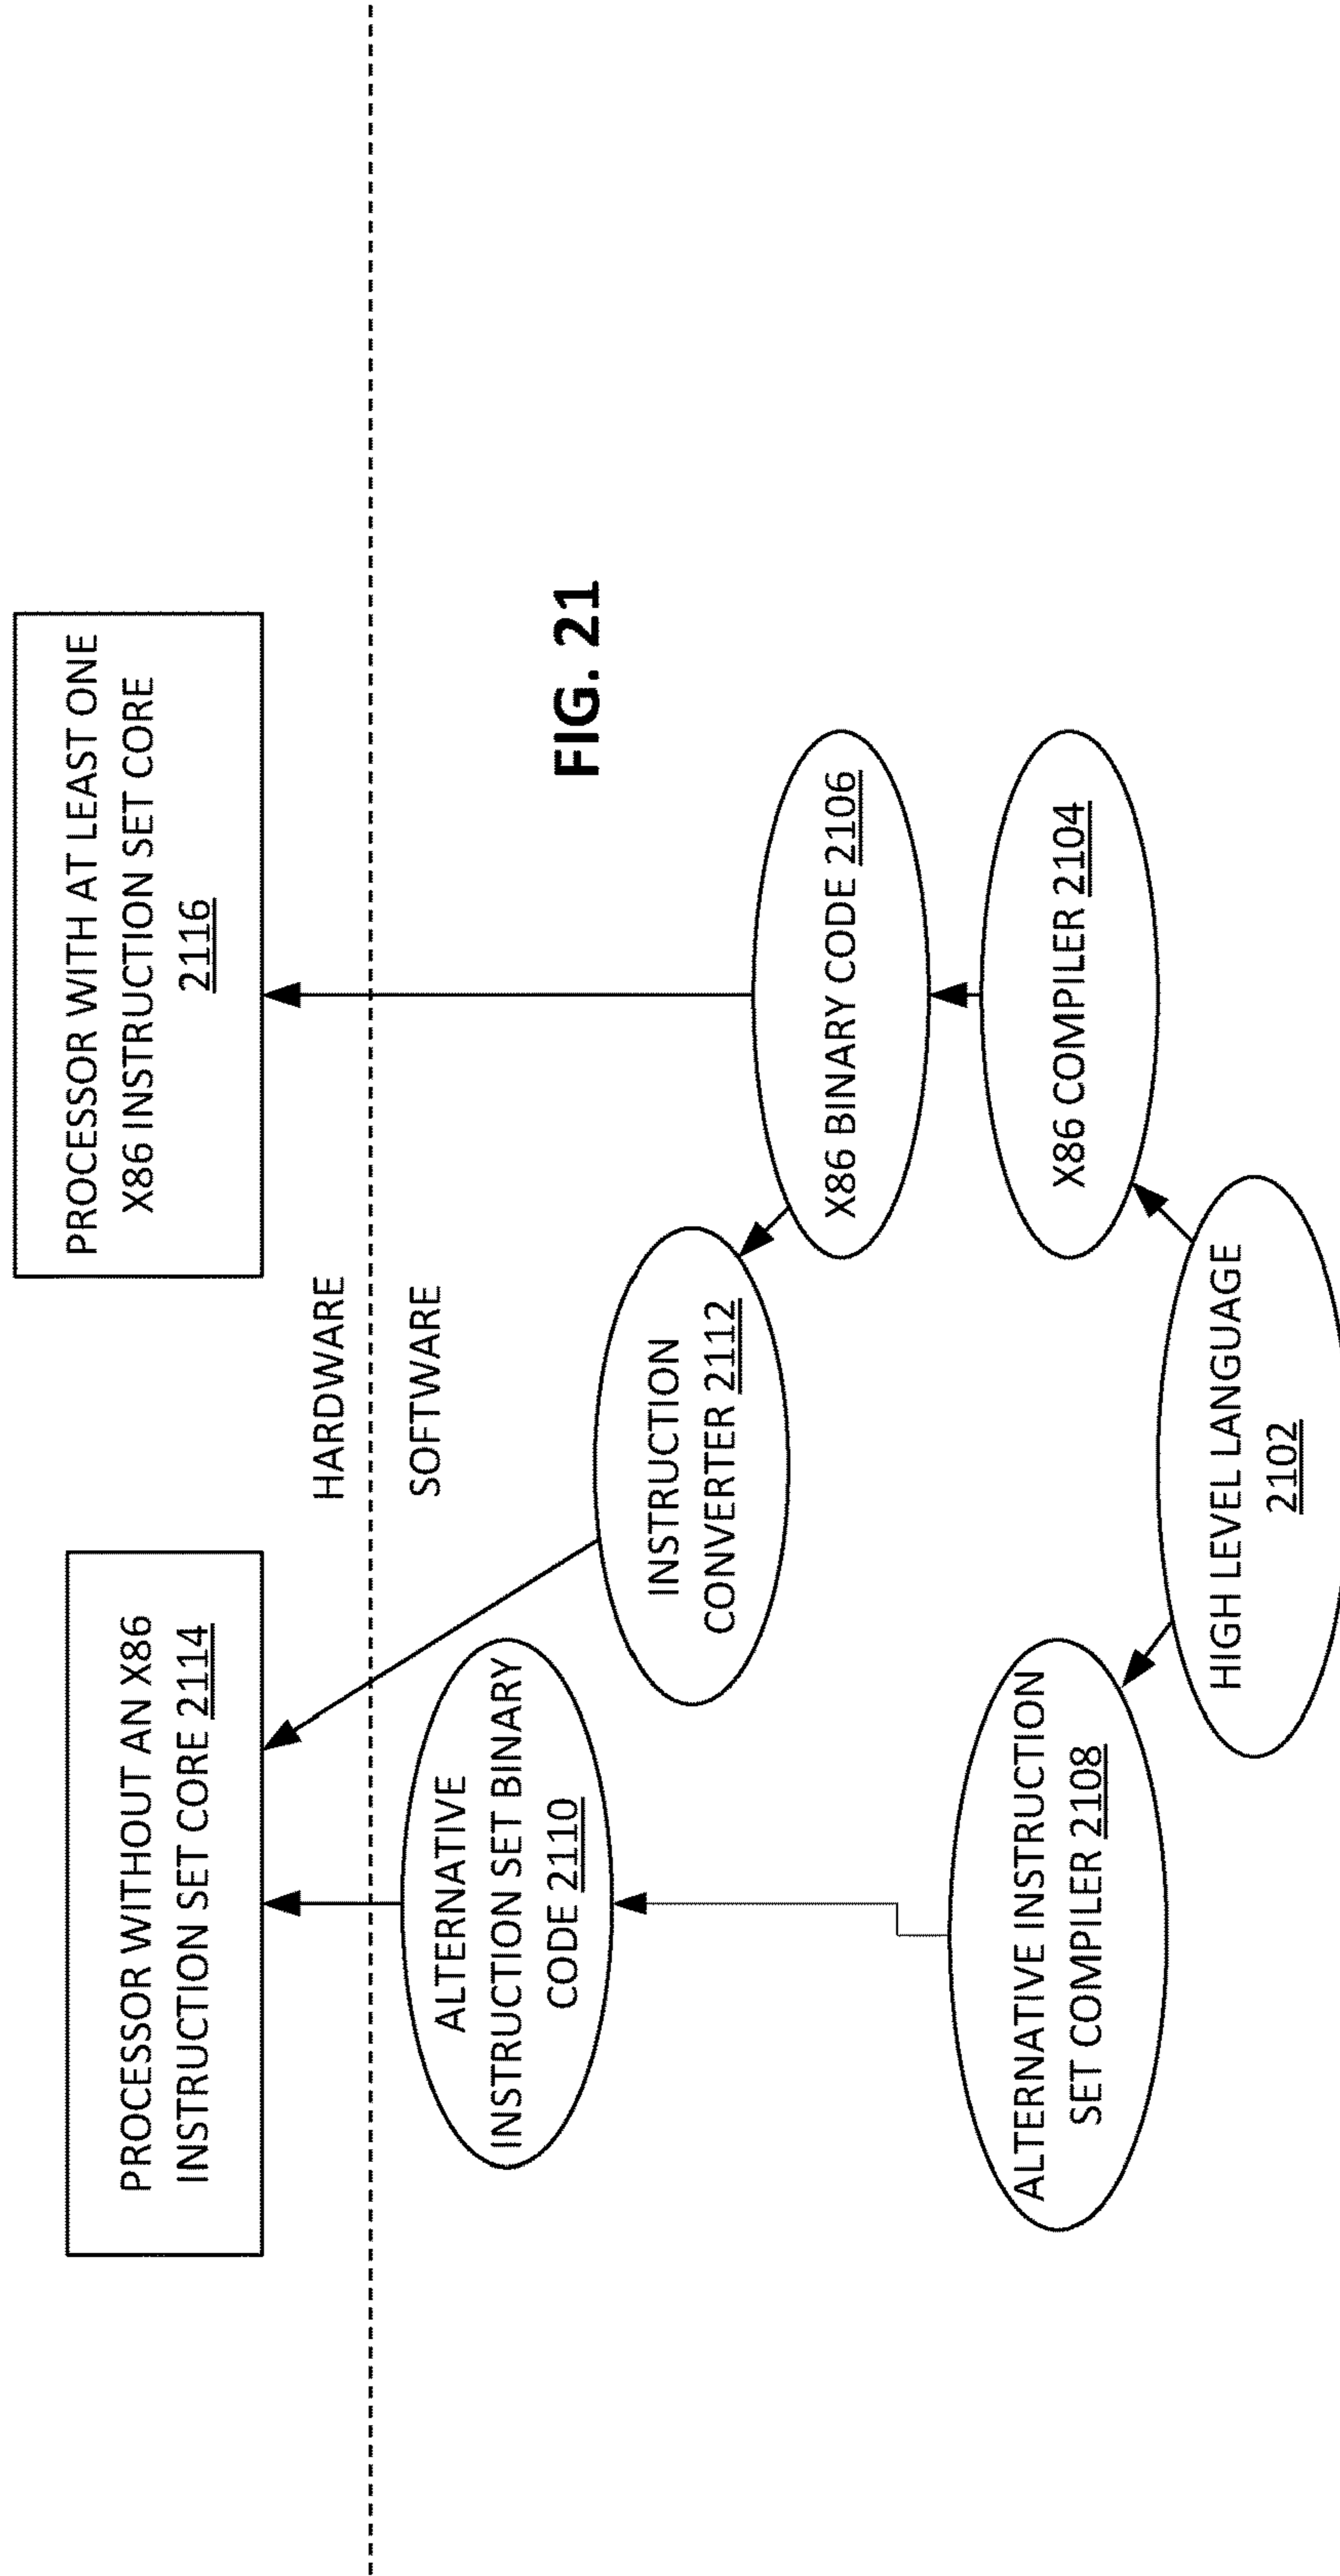 PROCESSOR WITHOUT AN X86
INSTRUCTION SET CORE 2114
PROCESSOR WITH AT LEAST ONE
X86 INSTRUCTION SET CORE
2116
HARDWARE
SOFTWARE
ALTERNATIVE
INSTRUCTION SET BINARY
CODE 2110
INSTRUCTION
CONVERTER 2112
FIG. 21
X86 BINARY CODE 2106
ALTERNATIVE INSTRUCTION
SET COMPILER 2108
X86 COMPILER 2104
HIGH LEVEL LANGUAGE
2102